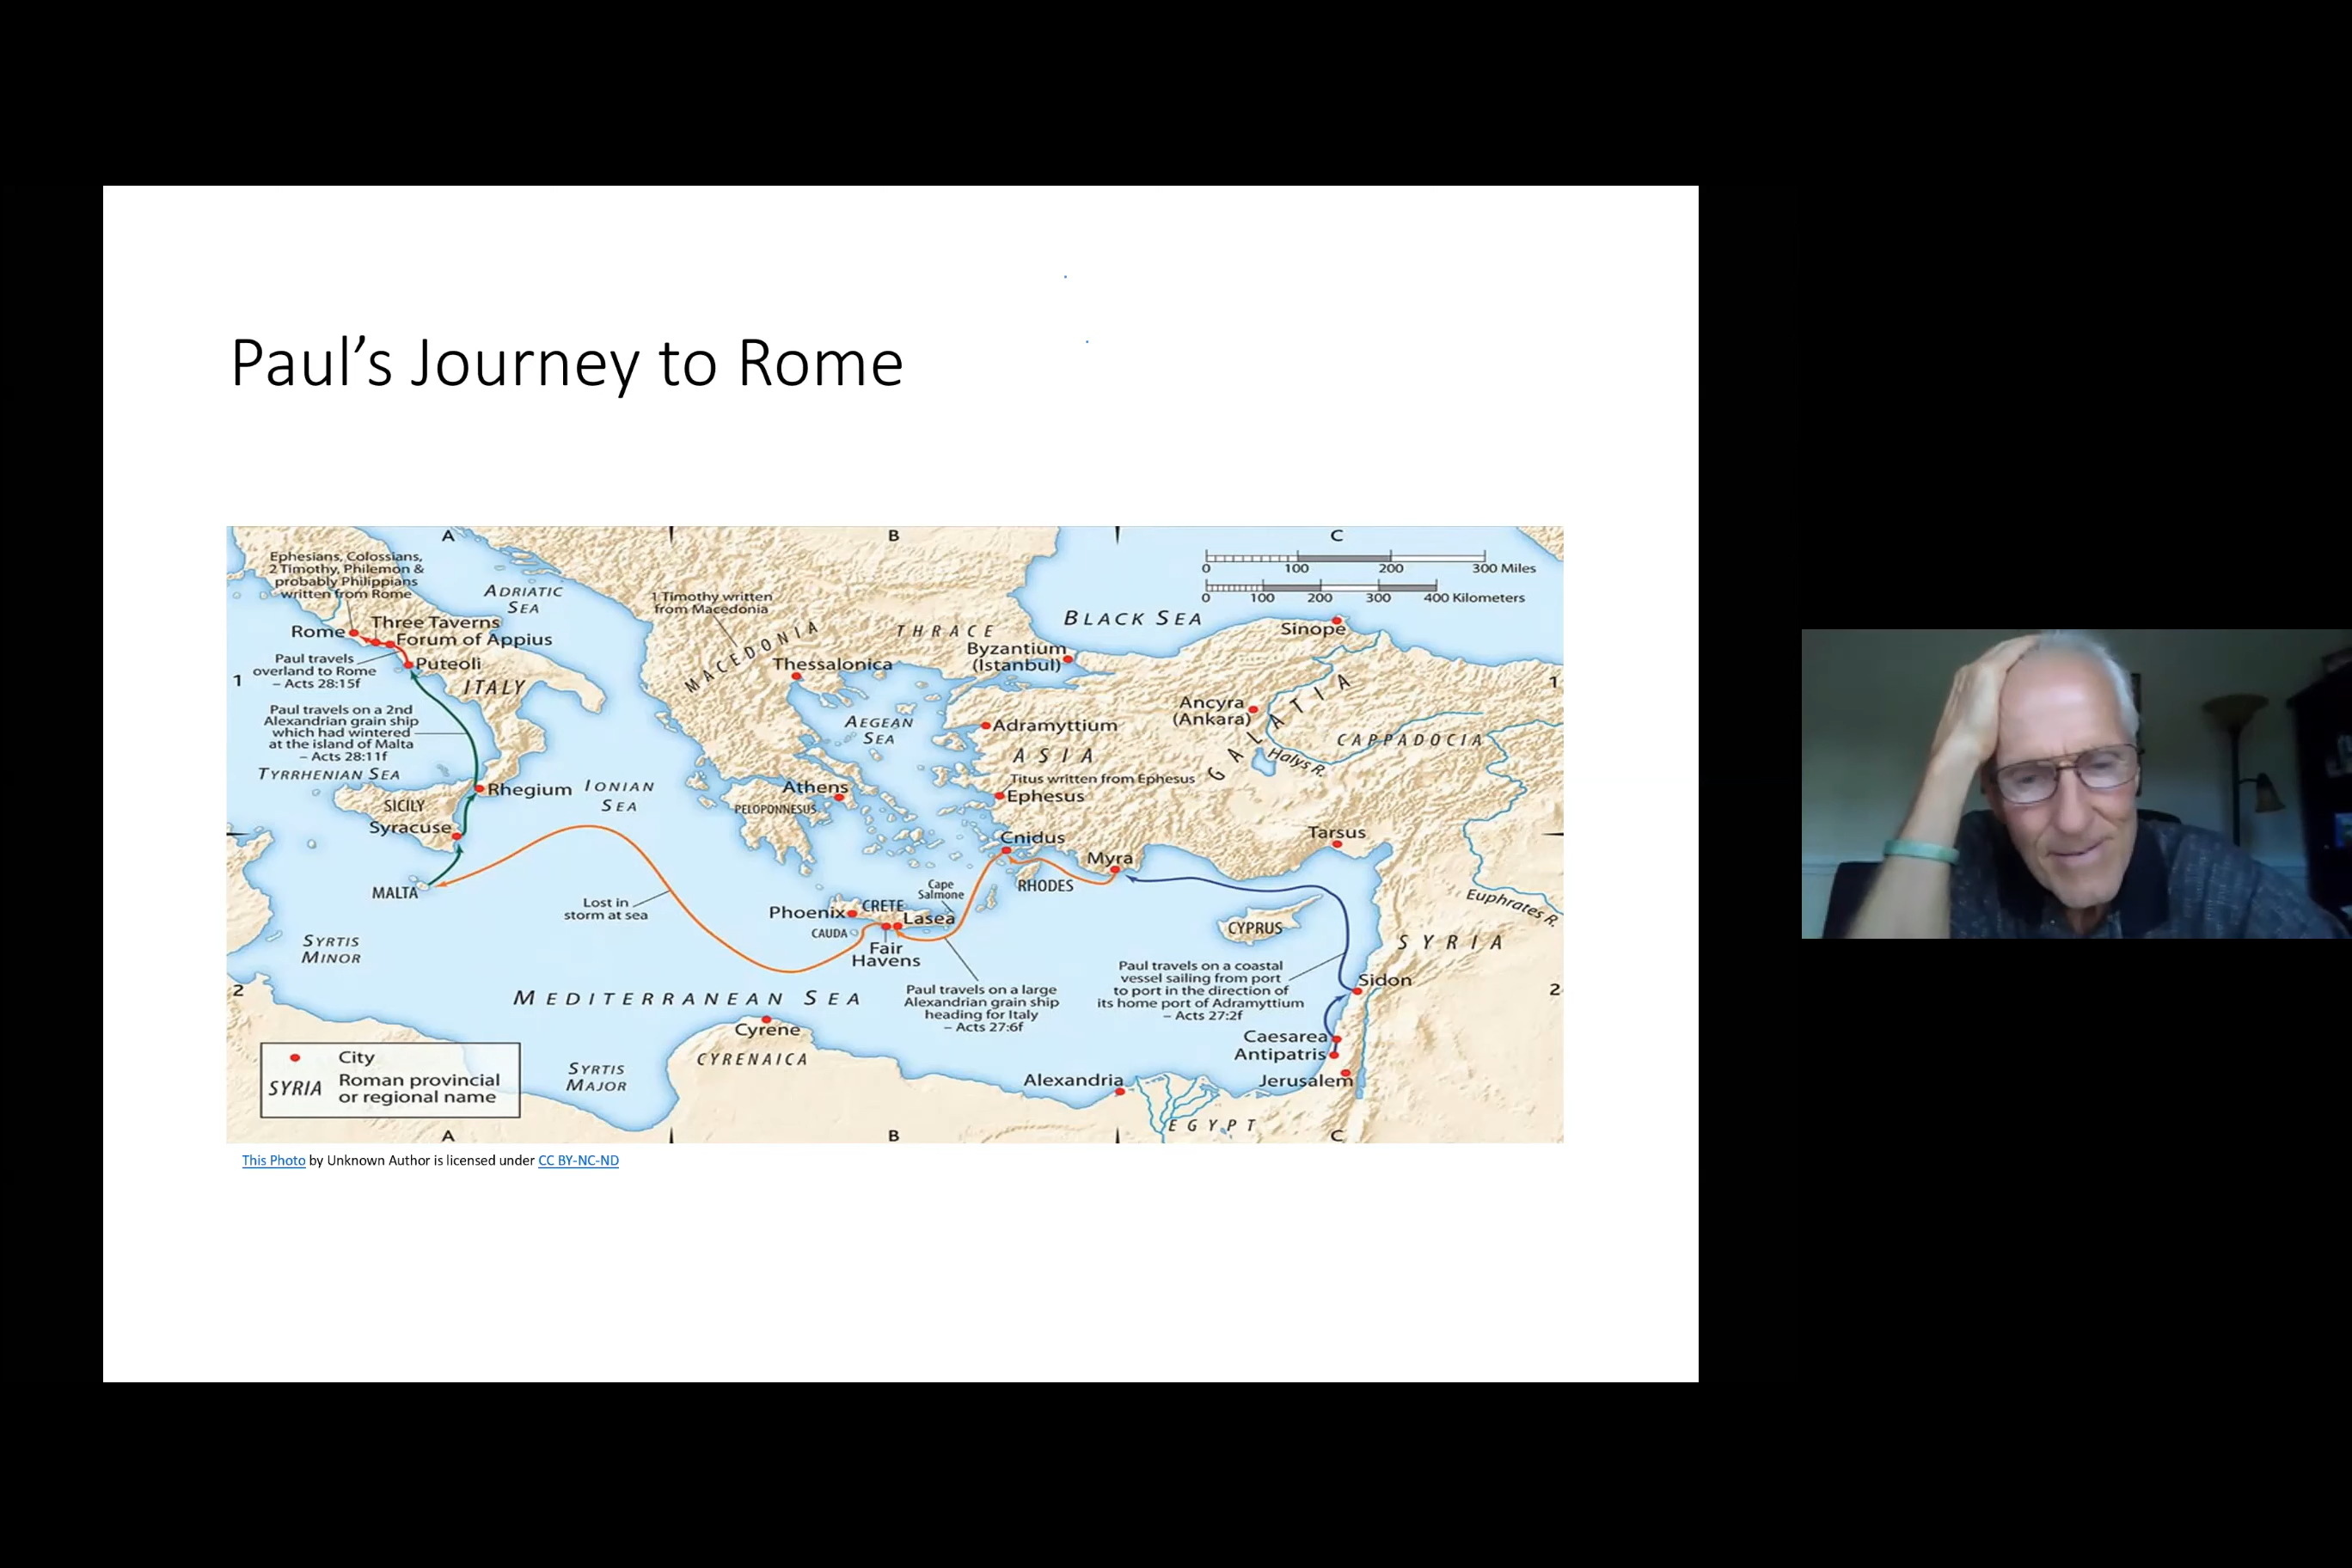 Paul's Journey to Rome
A
B
C
Ephesians, Colossians,
2 Timothy, Philemon &
probably Philippians
written from Rome
ADRIATIC
SEA
1 Timothy written
from Macedonia
0 100 200 300 Miles
0 100 200 300 400 Kilometers
BLACK SEA
Rome
Three Taverns
Forum of Appius
Puteoli
Paul travels
overland to Rome
– Acts 28:15f
ITALY
1
MACEDONIA
Thessalonica
THRACE
Byzantium
(Istanbul)
Sinope
1
Paul travels on a 2nd
Alexandrian grain ship
which had wintered
at the island of Malta
– Acts 28:11f
AEGEAN
SEA
Adramyttium
ASIA
Ancyra
(Ankara)
GALATIA
Halys R.
CAPPADOCIA
TYRRHENIAN SEA
Rhegium
IONIAN
SEA
SICILY
Syracuse
Athens
PELOPONNESUS
Titus written from Ephesus
Ephesus
Cnidus
Myra
RHODES
Tarsus
MALTA
Lost in
storm at sea
Phoenix
CRETE
Cape
Salmone
Lasea
CAUDA
Fair
Havens
CYPRUS
Euphrates R.
SYRIA
SYRTIS
MINOR
2
MEDITERRANEAN SEA
Paul travels on a large
Alexandrian grain ship
heading for Italy
– Acts 27:6f
Paul travels on a coastal
vessel sailing from port
to port in the direction of
its home port of Adramyttium
– Acts 27:2f
Sidon
2
Cyrene
CYRENAICA
Caesarea
Antipatris
Jerusalem
SYRTIS
MAJOR
Alexandria
EGYPT
City
SYRIA Roman provincial
or regional name
A
B
C
This Photo by Unknown Author is licensed under CC BY-NC-ND